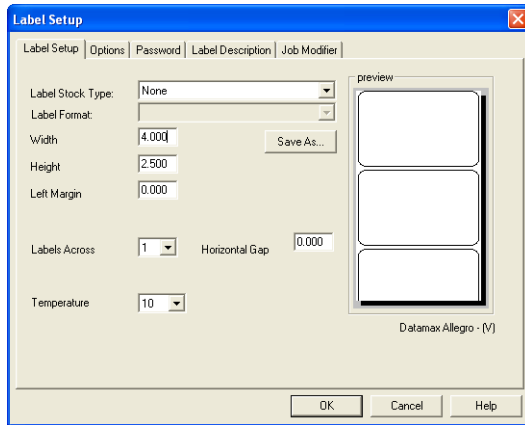 Label Setup
Label Setup Options Password Label Description Job Modifier
preview
Label Stock Type: None
Label Format:
Width 4.000 Save As...
Height 2.500
Left Margin 0.000
Labels Across 1 Horizontal Gap 0.000
Temperature 10
Datamax Allegro - (V)
OK Cancel Help